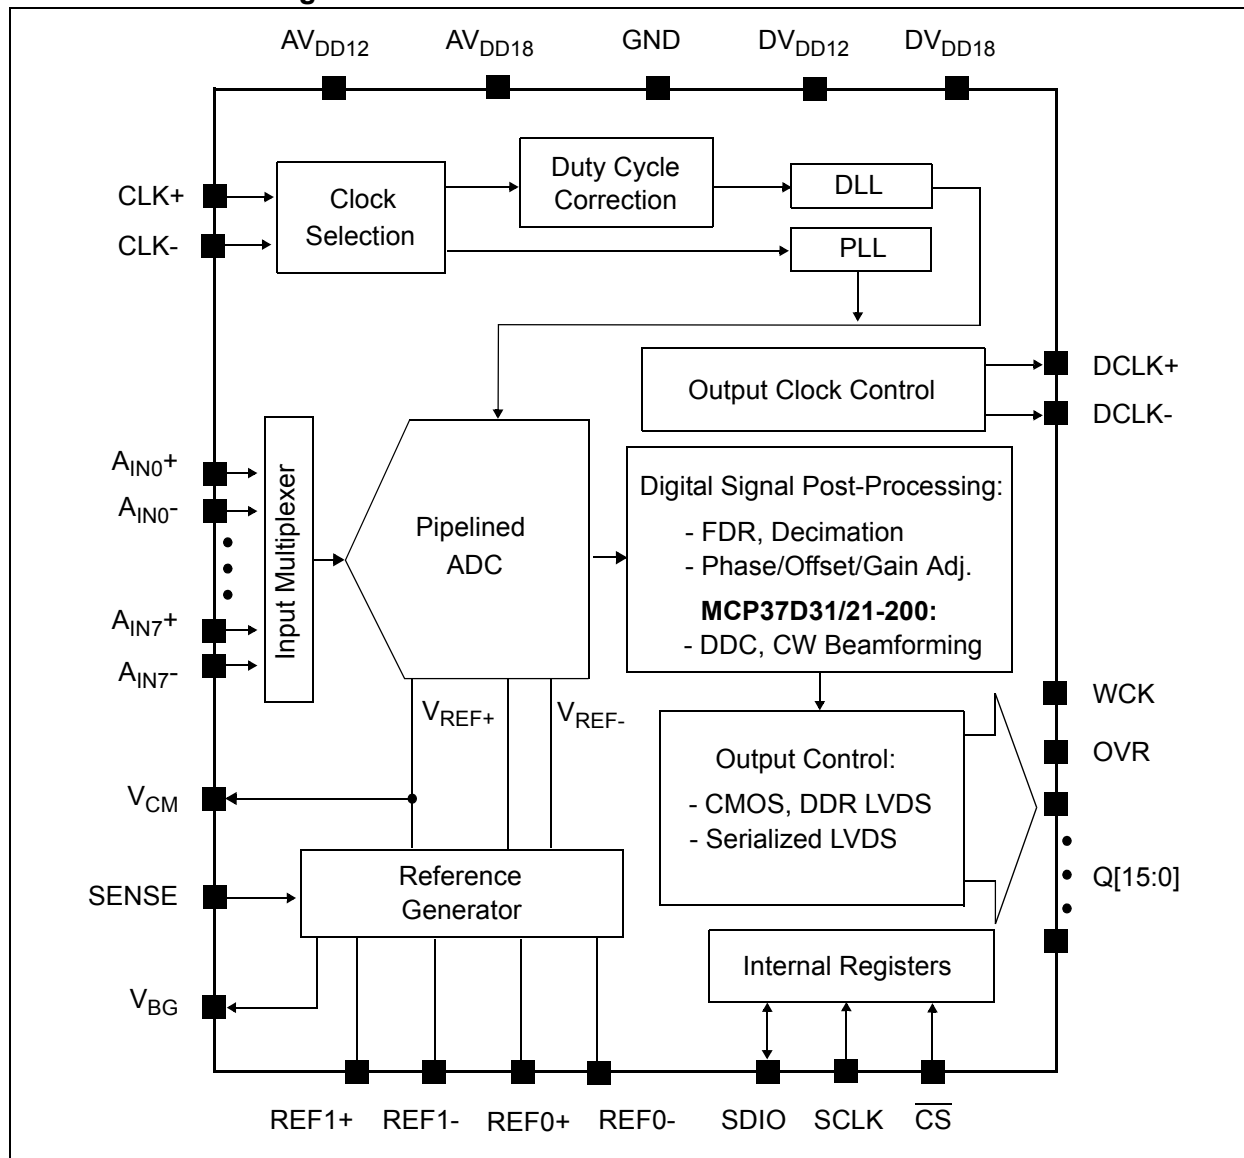 AVDD12 AVDD18 GND DVDD12 DVDD18
CLK+
CLK-
Clock
Selection
Duty Cycle
Correction
DLL
PLL
Output Clock Control
DCLK+
DCLK-
AIN0+
AIN0-
AIN7+
AIN7-
Input Multiplexer
Pipelined
ADC
Digital Signal Post-Processing:
- FDR, Decimation
- Phase/Offset/Gain Adj.
MCP37D31/21-200:
- DDC, CW Beamforming
VREF+
VREF-
Output Control:
- CMOS, DDR LVDS
- Serialized LVDS
WCK
OVR
Q[15:0]
VCM
SENSE
VBG
Reference
Generator
Internal Registers
REF1+ REF1- REF0+ REF0- SDIO SCLK C̅S̅